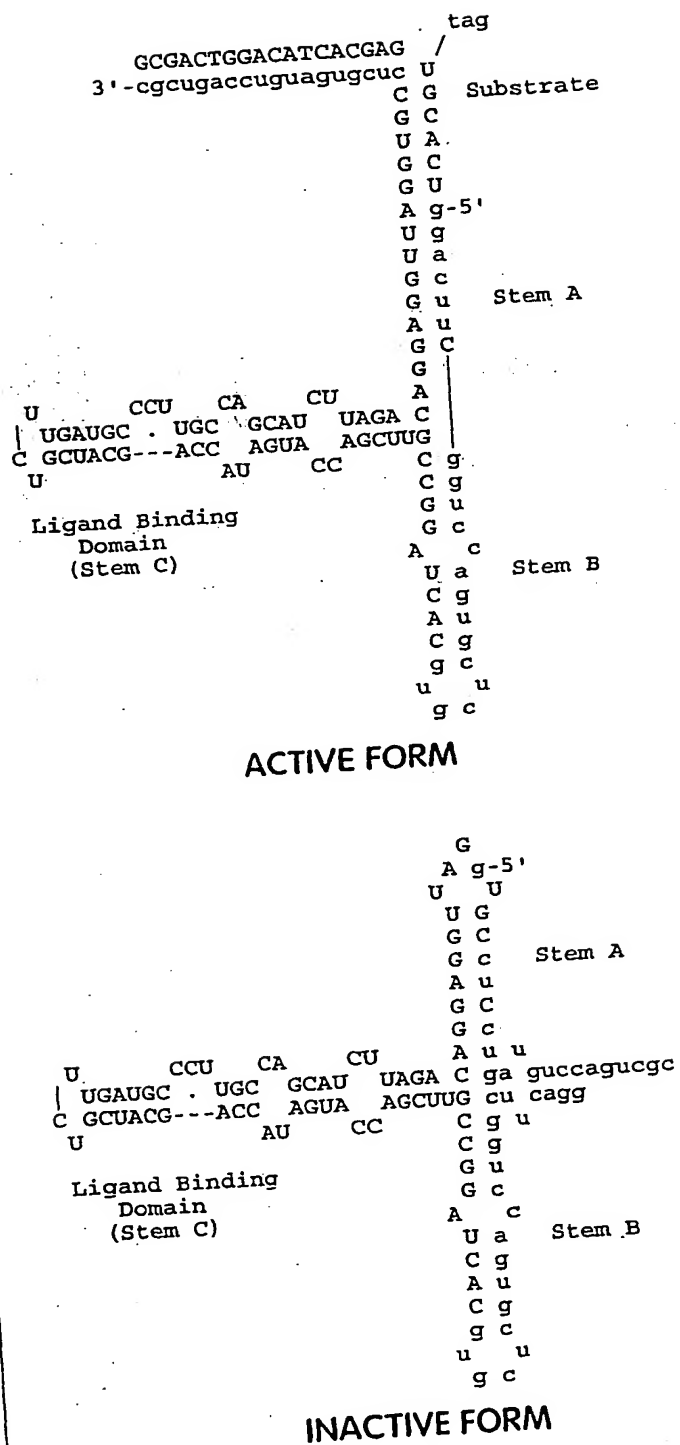 tag
GCGACTGGACATCACGAG /
3'-cgcugaccuguagugcuc U
C G Substrate
G C
U A
G C
G U
A g-5'
U g
U a
G c
G u Stem A
A u
G C
G
A
U CCU CA CU
UGAUGC . UGC GCAU UAGA C
C GCUACG---ACC AGUA AGCUUG
U AU CC
C g
C g
G u
G c
A c
U a Stem B
C g
A u
C g
g c
u u
g c
Ligand Binding
Domain
(Stem C)
ACTIVE FORM
G
A g-5'
U U
U G
G C
G c Stem A
A u
G C
G c
A u u
U CCU CA CU
UGAUGC . UGC GCAU UAGA C ga guccagucgc
C GCUACG---ACC AGUA AGCUUG cu cagg
U AU CC
C g u
C g
G u
G c
A c
U a Stem B
C g
A u
C g
g c
u u
g c
Ligand Binding
Domain
(Stem C)
INACTIVE FORM